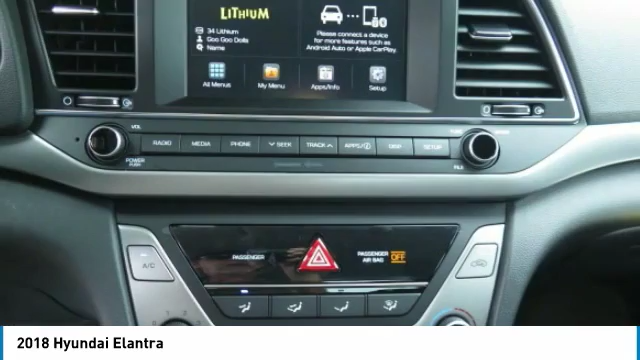 LiTHiUM
34 Lithium
Goo Goo Dolls
Name
Please connect a device
for more features such as
Android Auto or Apple CarPlay.
All Menus My Menu Apps/Info Setup
VOL
RADIO MEDIA PHONE SEEK TRACK APPS/i DISP SETUP
POWER
PUSH
FILE
A/C
PASSENGER
PASSENGER
AIR BAG OFF
2018 Hyundai Elantra